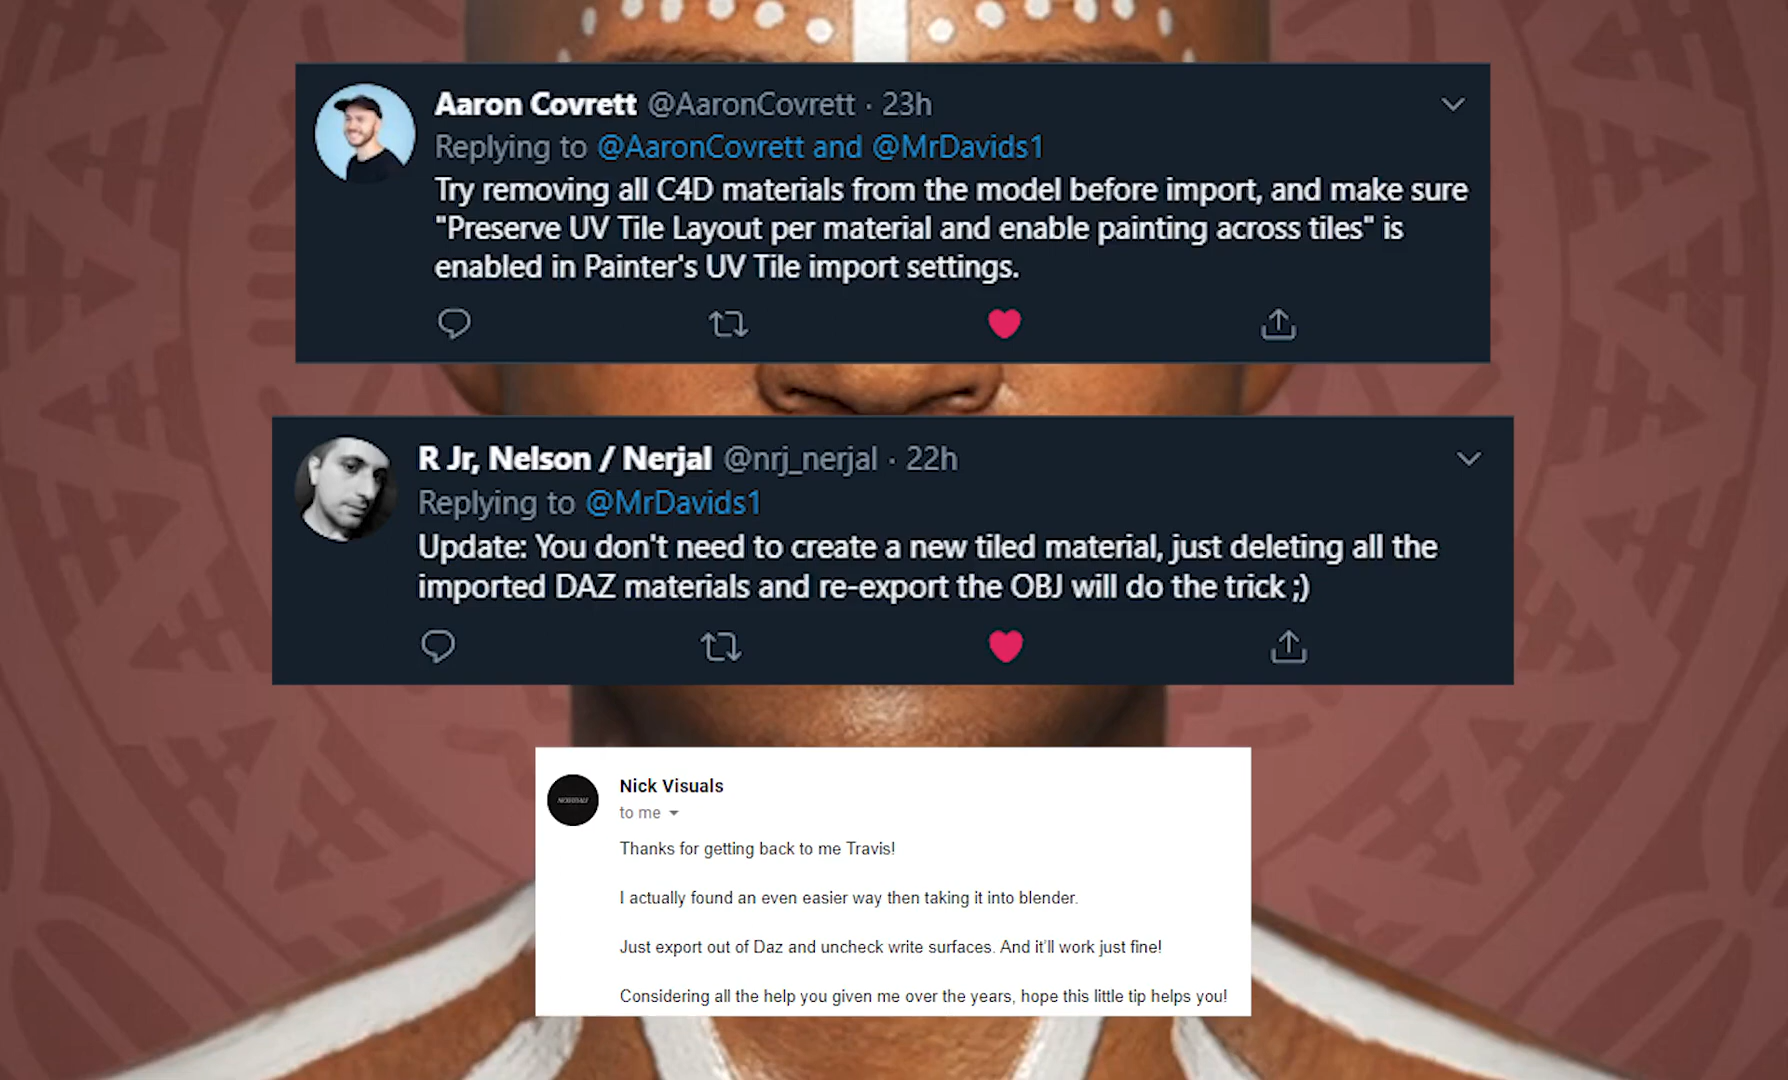 Aaron Covrett @AaronCovrett · 23h
Replying to @AaronCovrett and @MrDavids1
Try removing all C4D materials from the model before import, and make sure
"Preserve UV Tile Layout per material and enable painting across tiles" is
enabled in Painter's UV Tile import settings.
R Jr, Nelson / Nerjal @nrj_nerjal · 22h
Replying to @MrDavids1
Update: You don't need to create a new tiled material, just deleting all the
imported DAZ materials and re-export the OBJ will do the trick ;)
Nick Visuals
to me
Thanks for getting back to me Travis!
I actually found an even easier way then taking it into blender.
Just export out of Daz and uncheck write surfaces. And it'll work just fine!
Considering all the help you given me over the years, hope this little tip helps you!